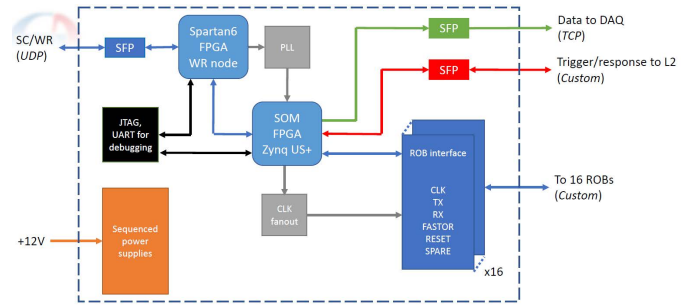 SC/WR
(UDP)
SFP
Spartan6
FPGA
WR node
PLL
SFP
Data to DAQ
(TCP)
SFP
Trigger/response to L2
(Custom)
JTAG,
UART for
debugging
SOM
FPGA
Zynq US+
ROB interface
CLK
TX
RX
FASTOR
RESET
SPARE
x16
To 16 ROBs
(Custom)
CLK
fanout
+12V
Sequenced
power
supplies